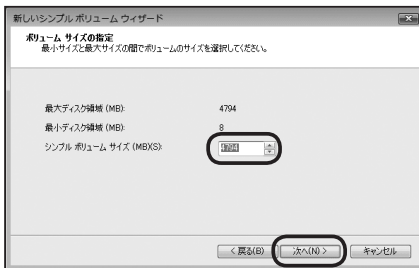 新しいシンプル ボリューム ウィザード
ボリューム サイズの指定
最小サイズと最大サイズの間でボリュームのサイズを選択してください。
最大ディスク領域 (MB): 4794
最小ディスク領域 (MB): 8
シンプル ボリューム サイズ (MB)(S): 4794
< 戻る(B) 次へ(N) > キャンセル